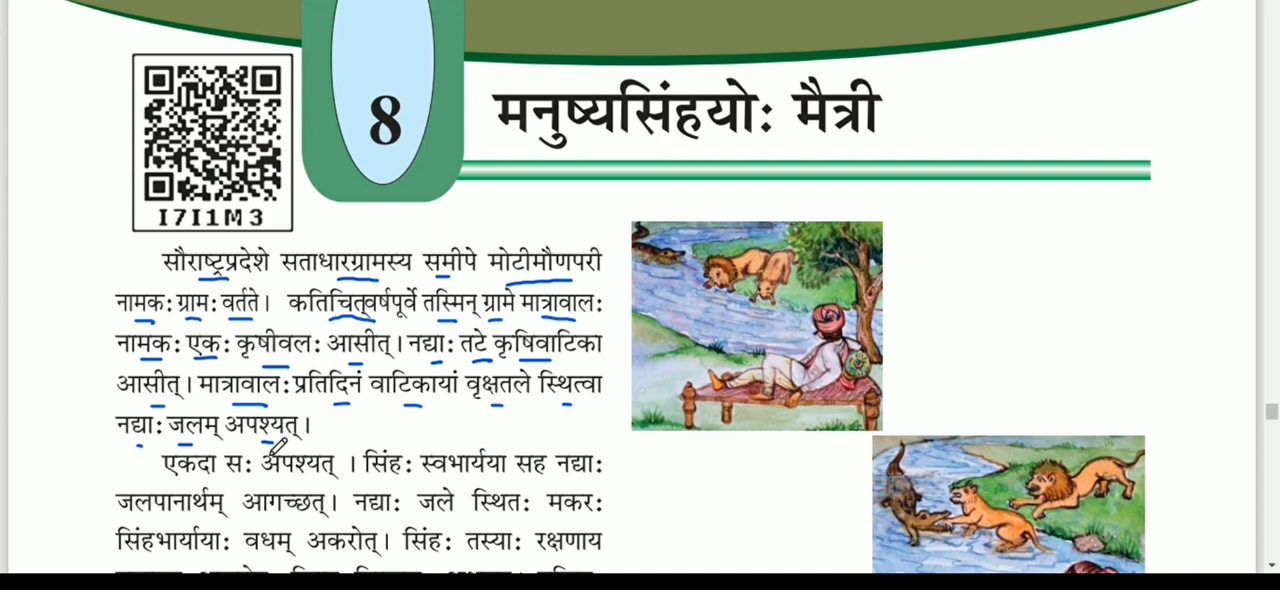 8
मनुष्यसिंहयोः मैत्री
I7I1M3
सौराष्ट्रप्रदेशे सताधारग्रामस्य समीपे मोटीमौणपरी
नामकः ग्रामः वर्तते। कतिचित्वर्षपूर्वे तस्मिन् ग्रामे मात्रावालः
नामकः एकः कृषीवलः आसीत्। नद्याः तटे कृषिवाटिका
आसीत्। मात्रावालः प्रतिदिनं वाटिकायां वृक्षतले स्थित्वा
नद्याः जलम् अपश्यत्।
एकदा सः अपश्यत् । सिंहः स्वभार्यया सह नद्याः
जलपानार्थम् आगच्छत्। नद्याः जले स्थितः मकरः
सिंहभार्यायाः वधम् अकरोत्। सिंहः तस्याः रक्षणाय